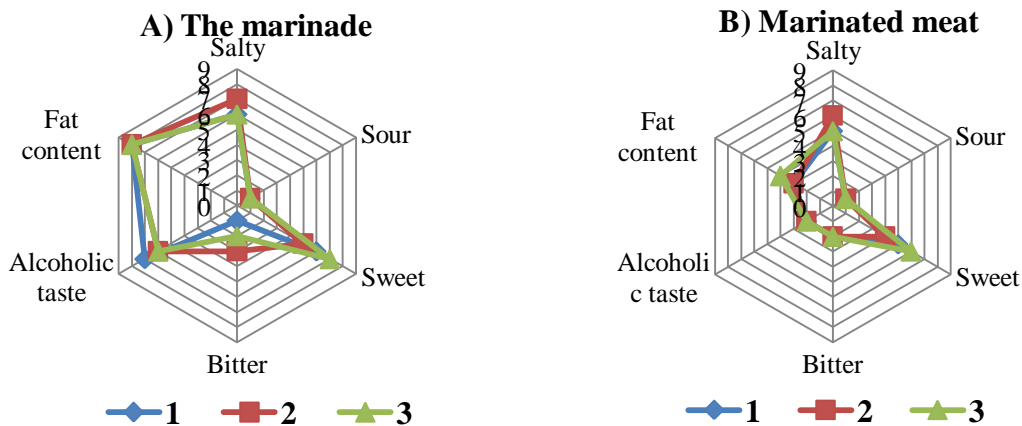 A) The marinade
Salty
9
8
7
6
5
4
3
2
1
0
Fat
content
Sour
Alcoholic
taste
Sweet
Bitter
1
2
3
B) Marinated meat
Salty
9
8
7
6
5
4
3
2
1
0
Fat
content
Sour
Alcoholi
c taste
Sweet
Bitter
1
2
3